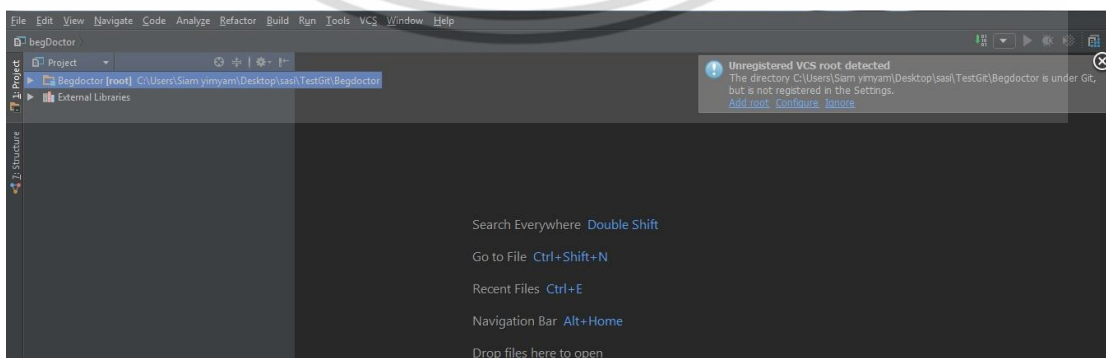 File Edit View Navigate Code Analyze Refactor Build Run Tools VCS Window Help
begDoctor
Project
Begdoctor [root] C:\Users\Siam yimyam\Desktop\sasi\TestGit\Begdoctor
External Libraries
1: Project
7: Structure
Unregistered VCS root detected
The directory C:\Users\Siam yimyam\Desktop\sasi\TestGit\Begdoctor is under Git,
but is not registered in the Settings.
Add root Configure Ignore
Search Everywhere Double Shift
Go to File Ctrl+Shift+N
Recent Files Ctrl+E
Navigation Bar Alt+Home
Drop files here to open